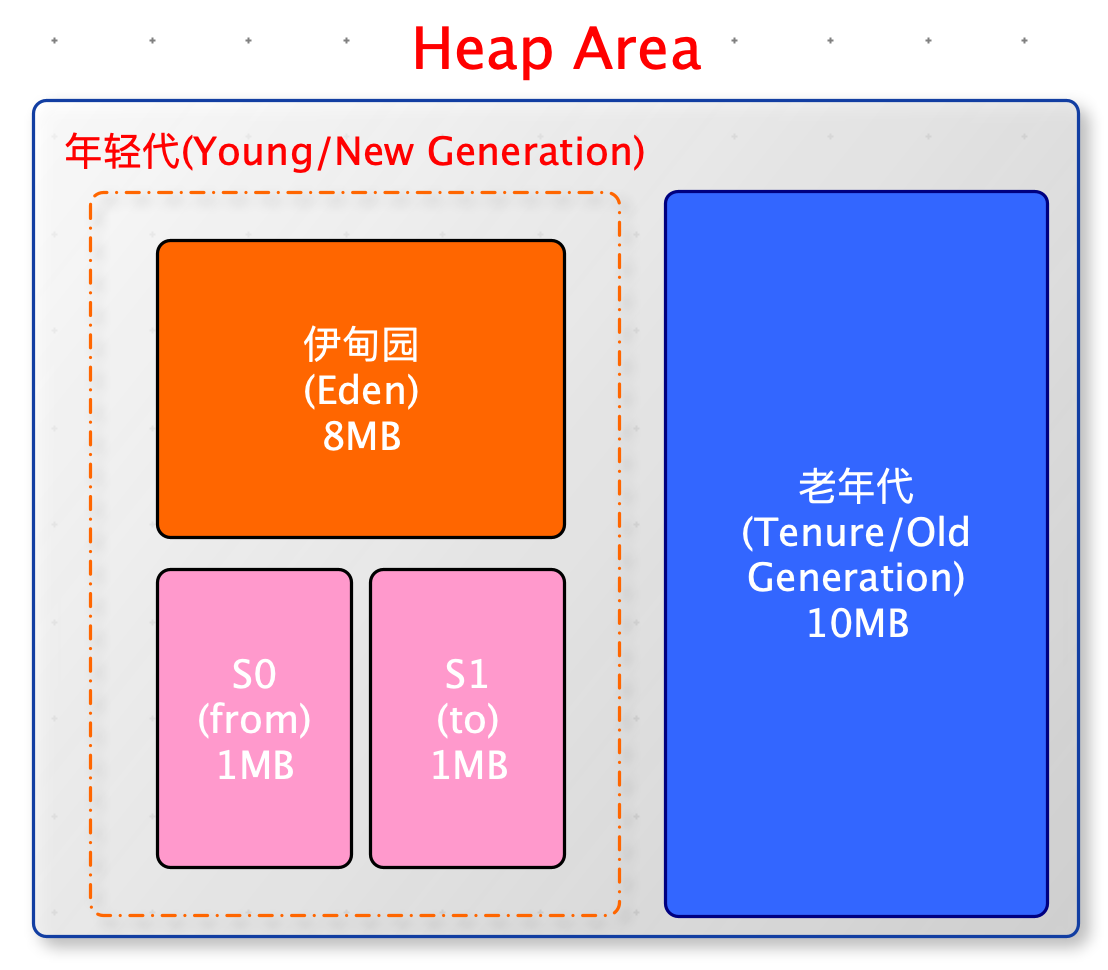 Heap Area
年轻代(Young/New Generation)
伊甸园
(Eden)
8MB
S0
(from)
1MB
S1
(to)
1MB
老年代
(Tenure/Old
Generation)
10MB